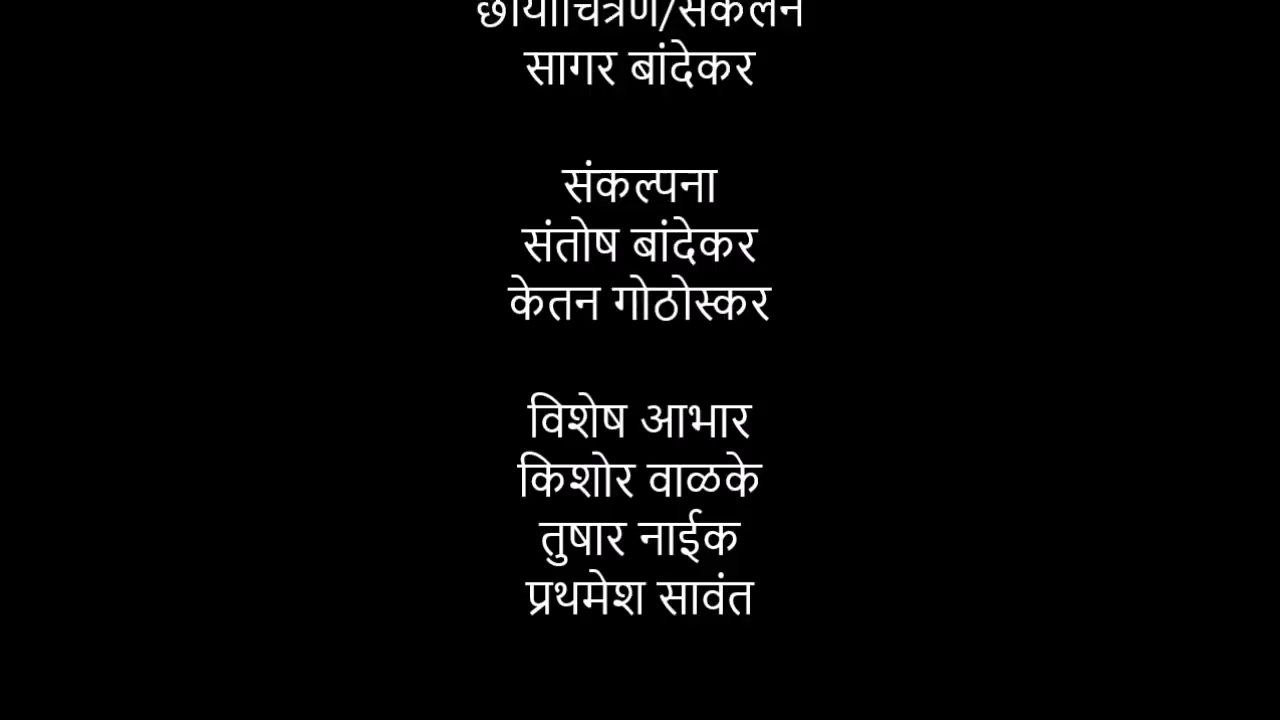 छायाचित्रण/संकलन
सागर बांदेकर
संकल्पना
संतोष बांदेकर
केतन गोठोस्कर
विशेष आभार
किशोर वाळके
तुषार नाईक
प्रथमेश सावंत